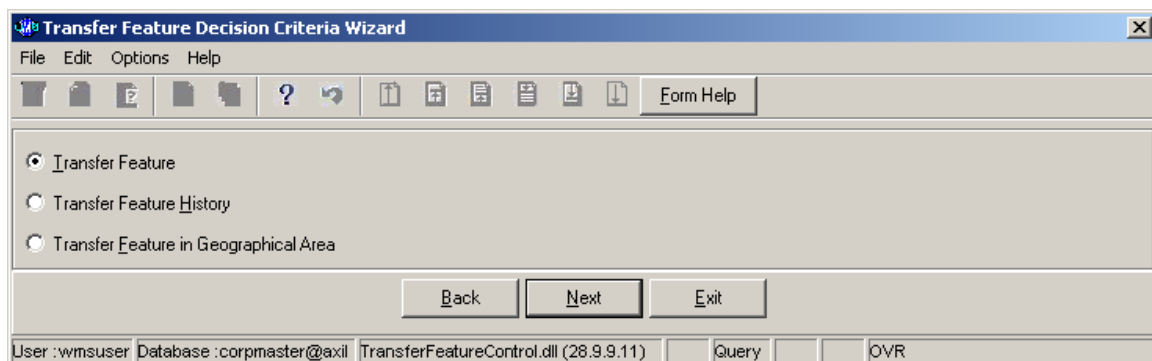 Transfer Feature Decision Criteria Wizard
File Edit Options Help
? Form Help
Transfer Feature
Transfer Feature History
Transfer Feature in Geographical Area
Back Next Exit
User :wmsuser Database :corpmaster@axil TransferFeatureControl.dll (28.9.9.11) Query OVR